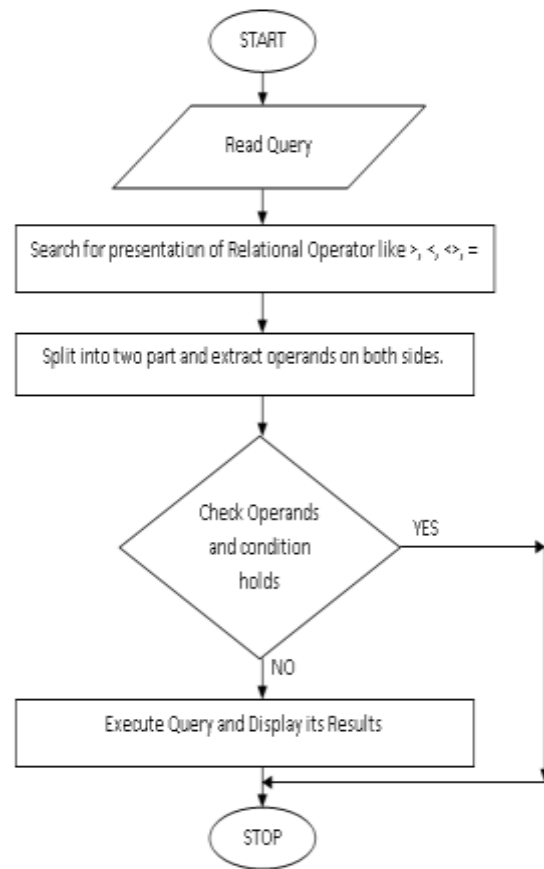 START
Read Query
Search for presentation of Relational Operator like >, <, <>, =
Split into two part and extract operands on both sides.
Check Operands
and condition
holds
YES
NO
Execute Query and Display its Results
STOP